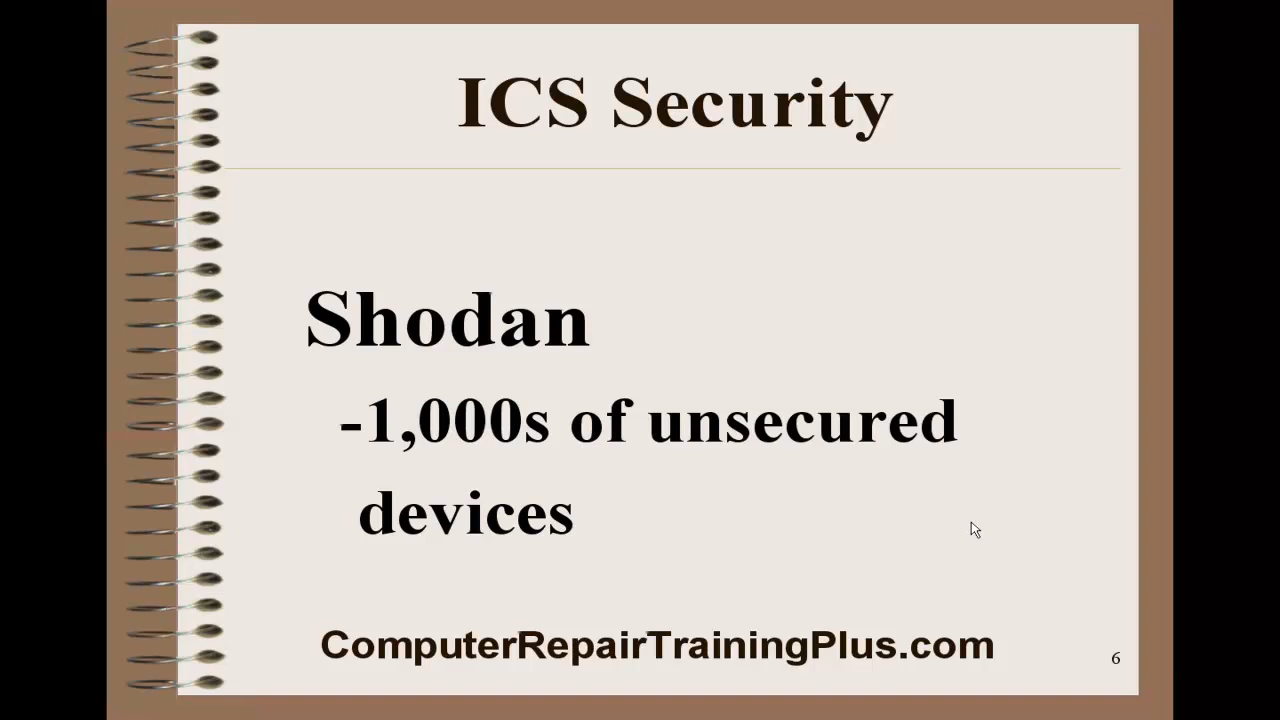 ICS Security
Shodan
-1,000s of unsecured
devices
ComputerRepairTrainingPlus.com
6